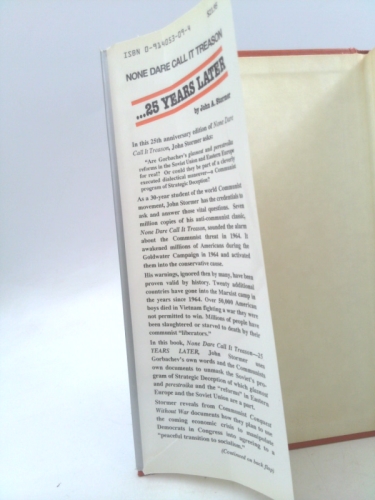 ISBN 0-914053-09-4
NONE DARE CALL IT TREASON
...25 YEARS LATER
by John A. Stormer
In this 25th anniversary edition of None Dare
Call It Treason, John Stormer asks:
"Are Gorbachev's glasnost and perestroika
reforms in the Soviet Union and Eastern Europe
for real? Or could they be part of a cleverly
executed dialectical maneuver—a Communist
program of Strategic Deception?
As a 30-year student of the world Communist
movement, John Stormer has the credentials to
ask and answer those vital questions. Seven
million copies of his anti-communist classic,
None Dare Call It Treason, sounded the alarm
about the Communist threat in 1964. It
awakened millions of Americans during the
Goldwater Campaign in 1964 and activated
them into the conservative cause.
His warnings, ignored then by many, have been
proven valid by history. Twenty additional
countries have gone into the Marxist camp in
the years since 1964. Over 50,000 American
boys died in Vietnam fighting a war they were
not permitted to win. Millions of people have
been slaughtered or starved to death by their
communist "liberators."
In this book, None Dare Call It Treason—25
YEARS LATER, John Stormer uses
Gorbachev's own words and the Communists'
own documents to unmask the Soviet's pro-
gram of Strategic Deception of which glasnost
and perestroika and the "reforms" in Eastern
Europe and the Soviet Union are a part.
Stormer reveals from Communist Conquest
Without War documents how they plan to use
the coming economic crisis to manipulate
Democrats in Congress into agreeing to a
"peaceful transition to socialism."
(Continued on back flap)